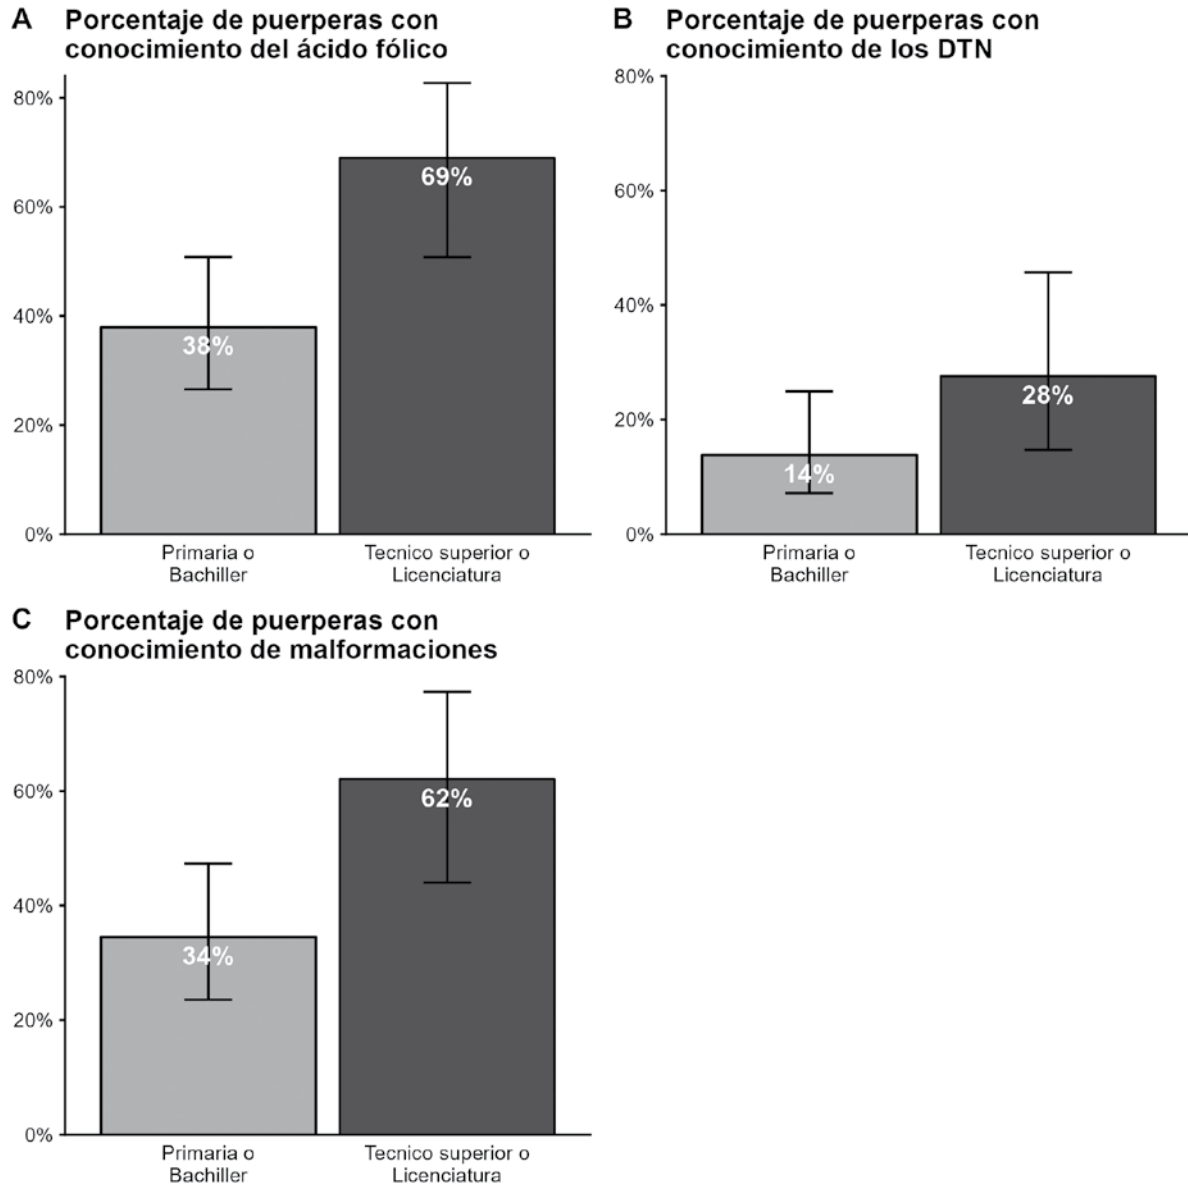 A Porcentaje de puerperas con
conocimiento del ácido fólico
80%
60%
40%
20%
0%
69%
38%
Primaria o
Bachiller
Tecnico superior o
Licenciatura
B Porcentaje de puerperas con
conocimiento de los DTN
80%
60%
40%
20%
0%
28%
14%
Primaria o
Bachiller
Tecnico superior o
Licenciatura
C Porcentaje de puerperas con
conocimiento de malformaciones
80%
60%
40%
20%
0%
62%
34%
Primaria o
Bachiller
Tecnico superior o
Licenciatura